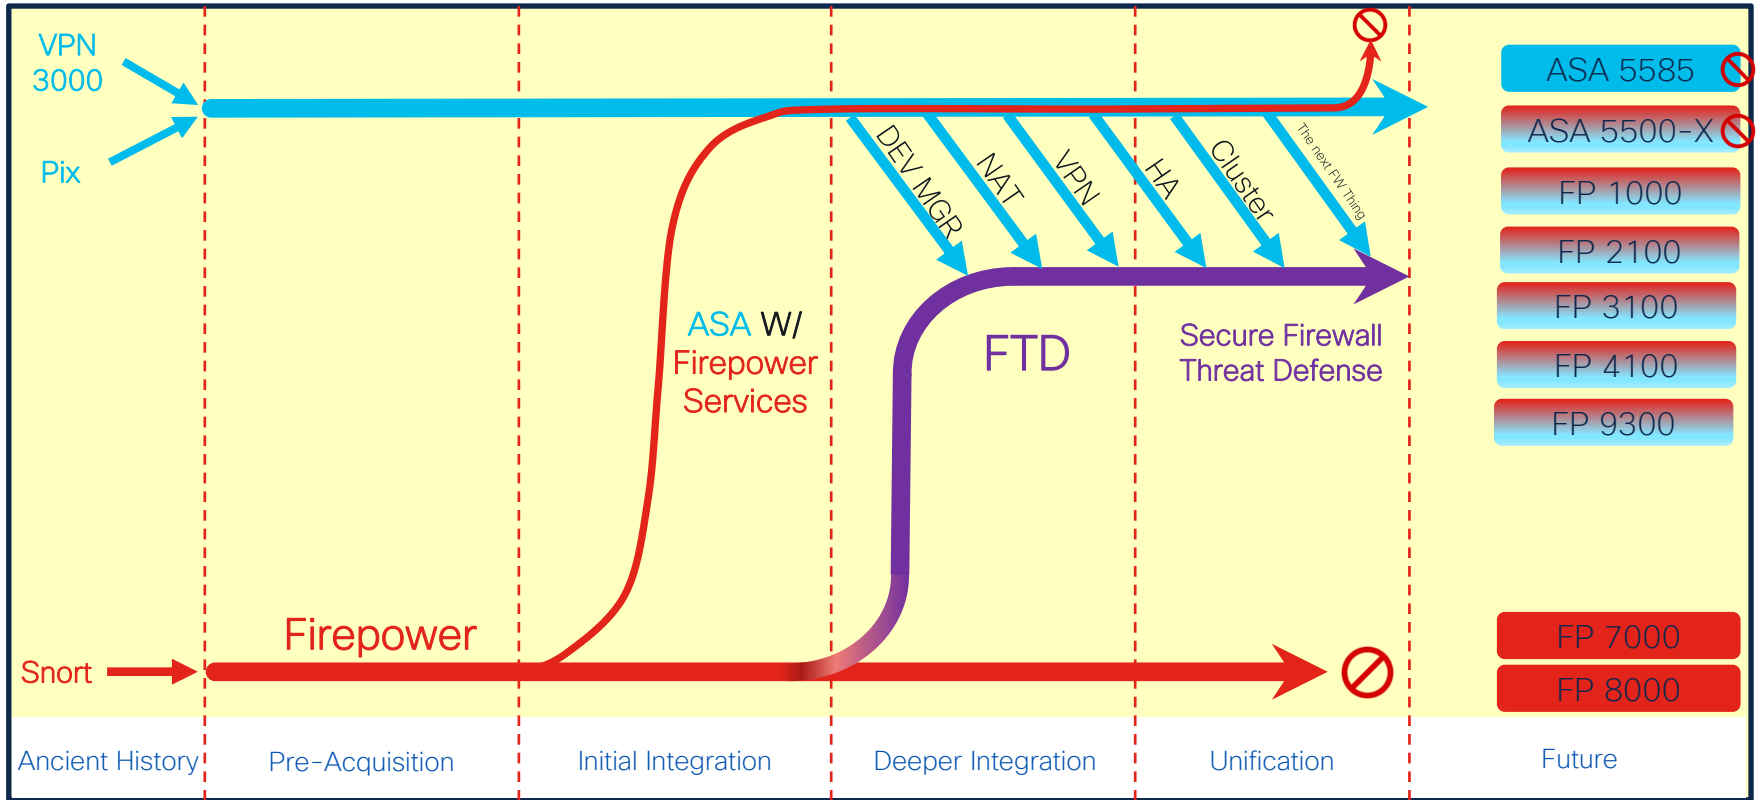 VPN
3000
Pix
Snort
Firepower
ASA W/
Firepower
Services
DEV MGR
NAT
VPN
HA
Cluster
The next FW Thing
FTD
Secure Firewall
Threat Defense
ASA 5585
ASA 5500-X
FP 1000
FP 2100
FP 3100
FP 4100
FP 9300
FP 7000
FP 8000
Ancient History
Pre-Acquisition
Initial Integration
Deeper Integration
Unification
Future